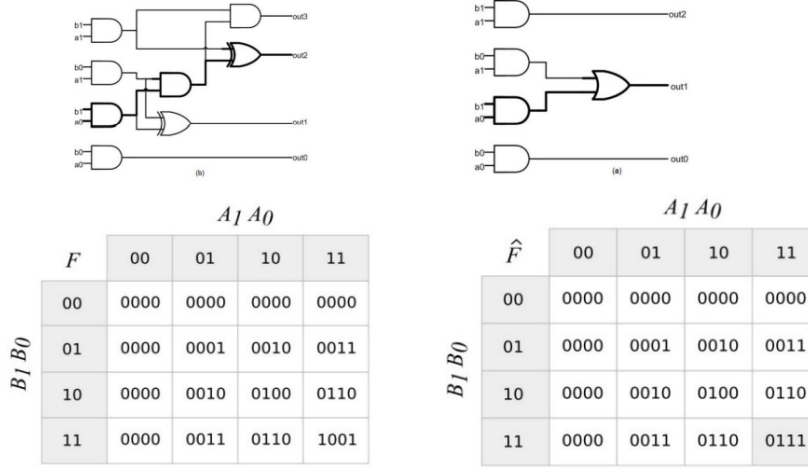 b1
a1
out3
out2
b0
a1
b1
a0
out1
b0
a0
out0
(b)
b1
a1
out2
b0
a1
out1
b1
a0
b0
a0
out0
(a)
A1 A0
F 00 01 10 11
00 0000 0000 0000 0000
B1 B0
01 0000 0001 0010 0011
10 0000 0010 0100 0110
11 0000 0011 0110 1001
A1 A0
F̂ 00 01 10 11
00 0000 0000 0000 0000
B1 B0
01 0000 0001 0010 0011
10 0000 0010 0100 0110
11 0000 0011 0110 0111